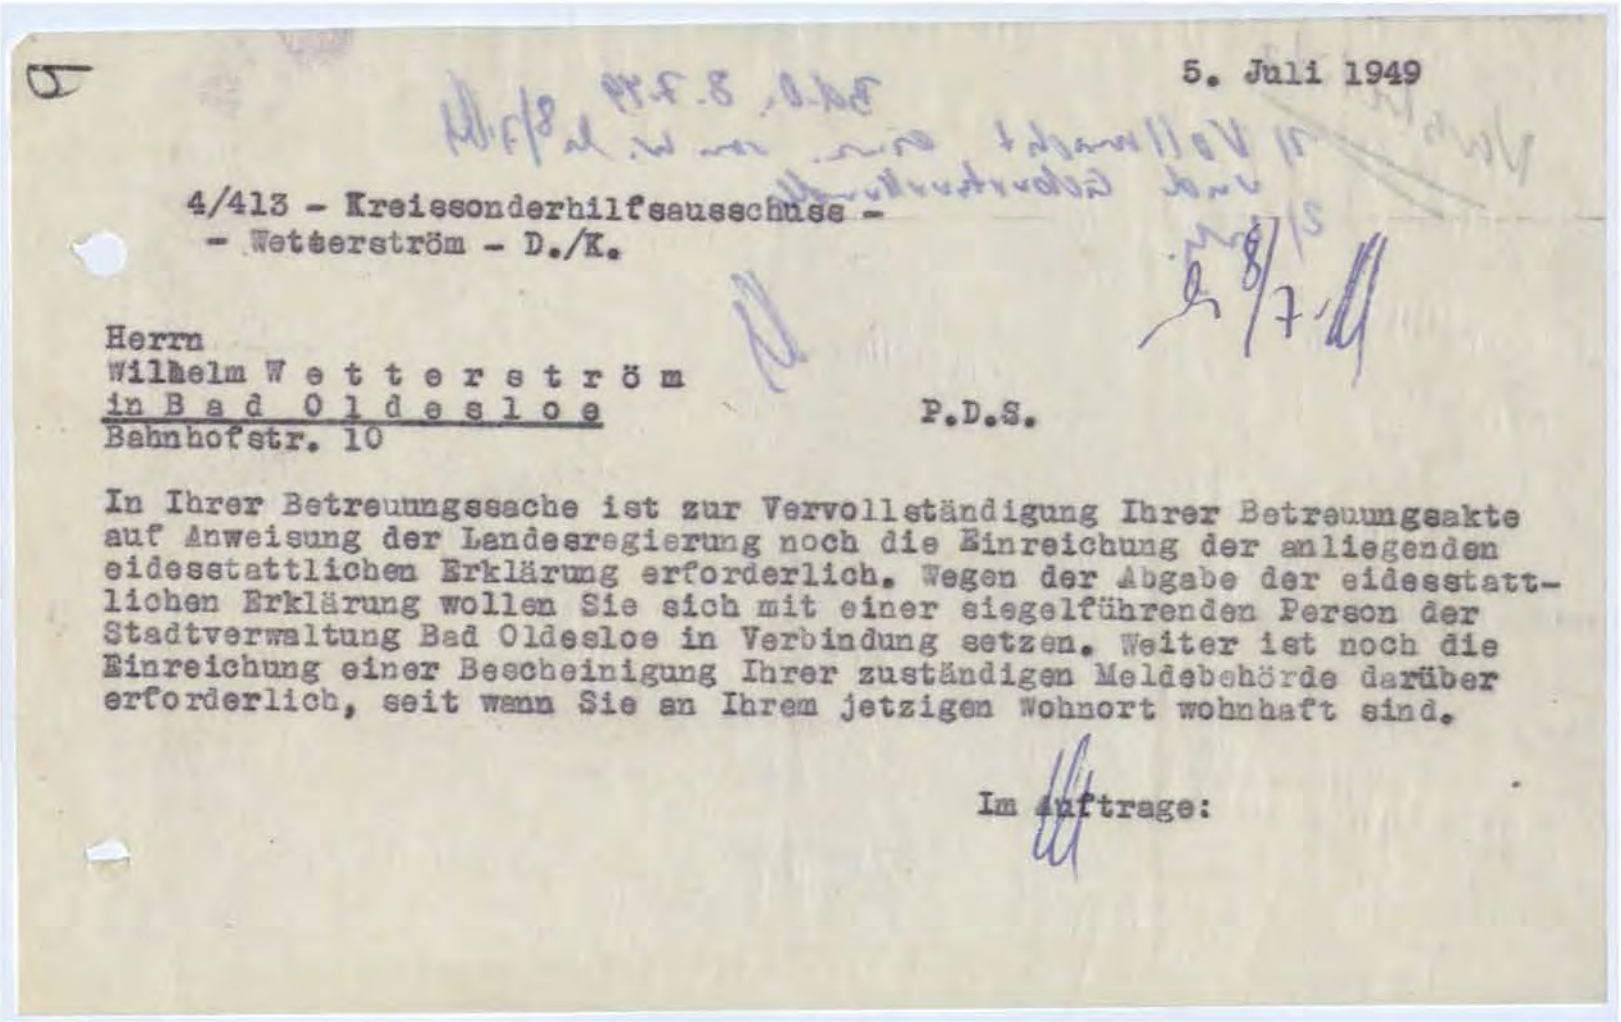 9
5. Juli 1949
4/413 - Kreissonderhilfsausschuss -
- Wetterström - D./K.
8/7.
Herrn
Wilhelm W e t t e r s t r ö m
in B a d O l d e s l o e
P.D.S.
Bahnhofstr. 10
In Ihrer Betreuungssache ist zur Vervollständigung Ihrer Betreuungsakte
auf Anweisung der Landesregierung noch die Einreichung der anliegenden
eidesstattlichen Erklärung erforderlich. Wegen der Abgabe der eidesstatt-
lichen Erklärung wollen Sie sich mit einer siegelführenden Person der
Stadtverwaltung Bad Oldesloe in Verbindung setzen. Weiter ist noch die
Einreichung einer Bescheinigung Ihrer zuständigen Meldebehörde darüber
erforderlich, seit wann Sie an Ihrem jetzigen Wohnort wohnhaft sind.
Im Auftrage: